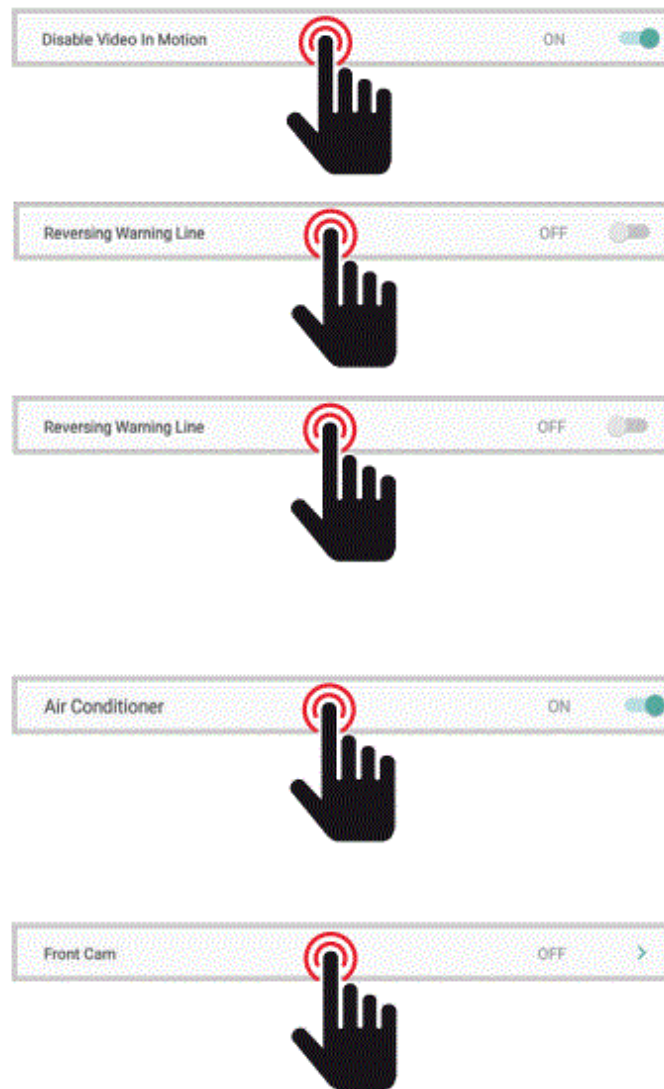 Disable Video In Motion ON
Reversing Warning Line OFF
Reversing Warning Line OFF
Air Conditioner ON
Front Cam OFF